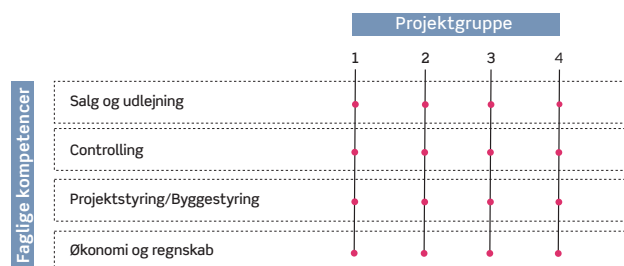 Projektgruppe
1 2 3 4
Faglige kompetencer
Salg og udlejning
Controlling
Projektstyring/Byggestyring
Økonomi og regnskab